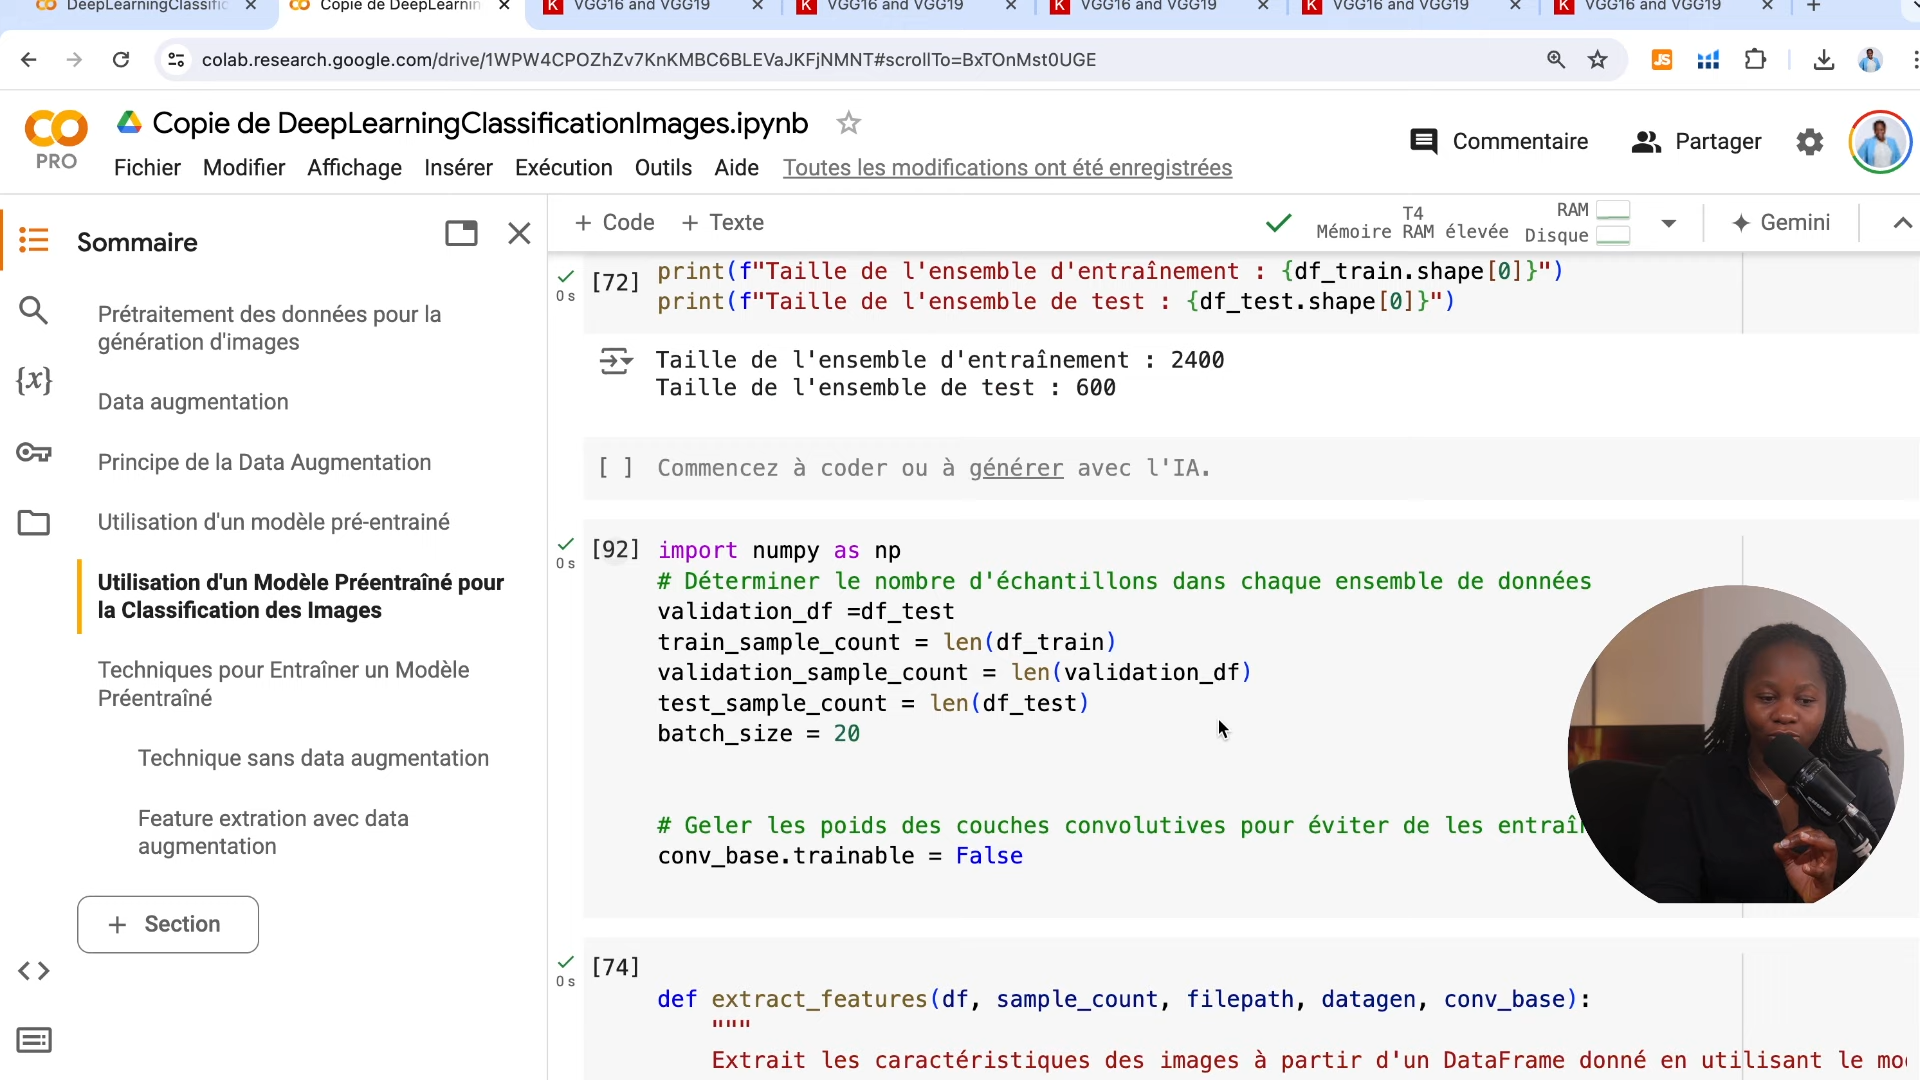 DeepLearningClassific
Copie de DeepLearnin
VGG16 and VGG19
VGG16 and VGG19
VGG16 and VGG19
VGG16 and VGG19
VGG16 and VGG19
colab.research.google.com/drive/1WPW4CPOZhZv7KnKMBC6BLEVaJKFjNMNT#scrollTo=BxTOnMst0UGE
JS
PRO
Copie de DeepLearningClassificationImages.ipynb
Fichier Modifier Affichage Insérer Exécution Outils Aide Toutes les modifications ont été enregistrées
Commentaire
Partager
Sommaire
Prétraitement des données pour la
génération d'images
Data augmentation
Principe de la Data Augmentation
Utilisation d'un modèle pré-entrainé
Utilisation d'un Modèle Préentraîné pour
la Classification des Images
Techniques pour Entraîner un Modèle
Préentraîné
Technique sans data augmentation
Feature extration avec data
augmentation
+ Section
{x}
+ Code + Texte
T4
Mémoire RAM élevée
RAM
Disque
Gemini
[72]
0 s
print(f"Taille de l'ensemble d'entraînement : {df_train.shape[0]}")
print(f"Taille de l'ensemble de test : {df_test.shape[0]}")
Taille de l'ensemble d'entraînement : 2400
Taille de l'ensemble de test : 600
[ ] Commencez à coder ou à générer avec l'IA.
[92]
0 s
import numpy as np
# Déterminer le nombre d'échantillons dans chaque ensemble de données
validation_df =df_test
train_sample_count = len(df_train)
validation_sample_count = len(validation_df)
test_sample_count = len(df_test)
batch_size = 20
# Geler les poids des couches convolutives pour éviter de les entraîn
conv_base.trainable = False
[74]
0 s
def extract_features(df, sample_count, filepath, datagen, conv_base):
"""
Extrait les caractéristiques des images à partir d'un DataFrame donné en utilisant le mo